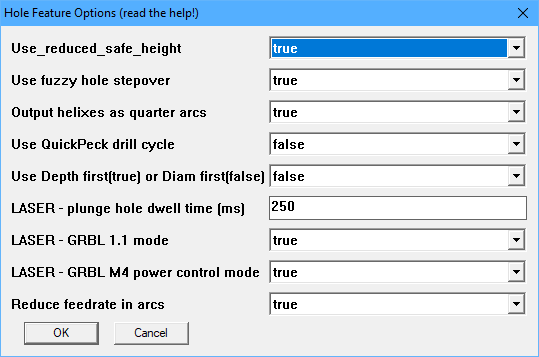 Hole Feature Options (read the help!)
Use_reduced_safe_height true
Use fuzzy hole stepover true
Output helixes as quarter arcs true
Use QuickPeck drill cycle false
Use Depth first(true) or Diam first(false) false
LASER - plunge hole dwell time (ms) 250
LASER - GRBL 1.1 mode true
LASER - GRBL M4 power control mode true
Reduce feedrate in arcs true
OK Cancel